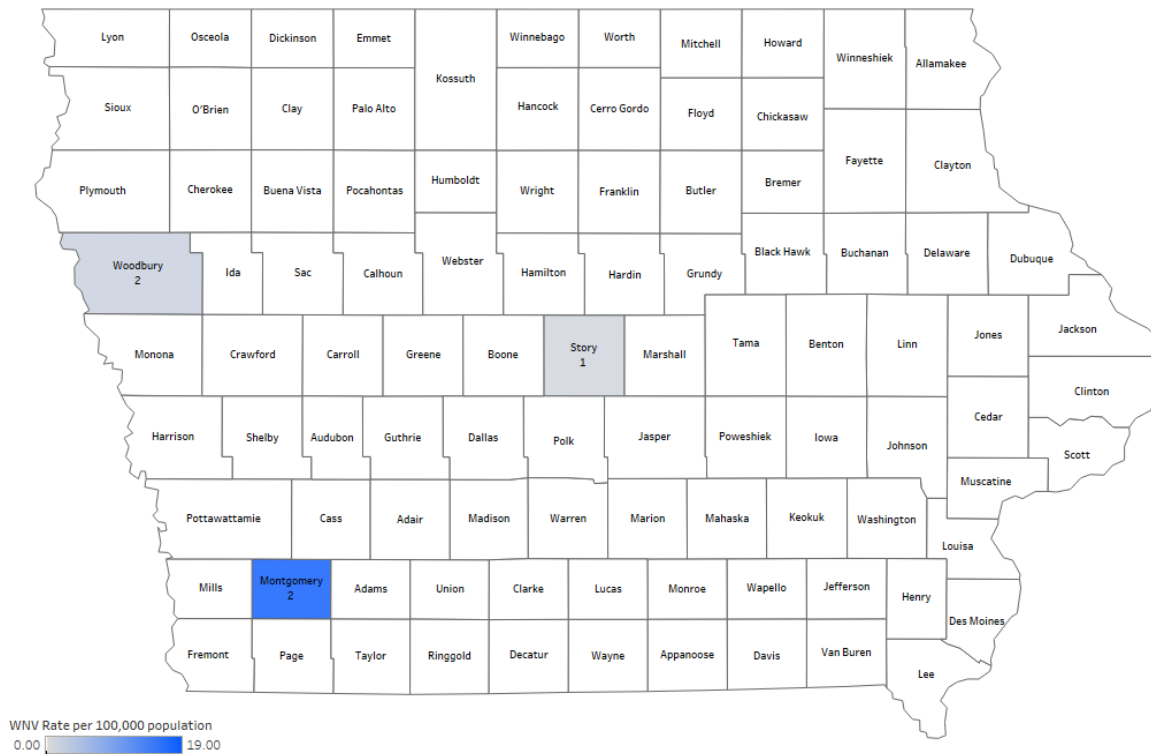 Lyon
Osceola
Dickinson
Emmet
Kossuth
Winnebago
Worth
Mitchell
Howard
Winneshiek
Allamakee
Sioux
O'Brien
Clay
Palo Alto
Hancock
Cerro Gordo
Floyd
Chickasaw
Fayette
Clayton
Plymouth
Cherokee
Buena Vista
Pocahontas
Humboldt
Wright
Franklin
Butler
Bremer
Woodbury
2
Ida
Sac
Calhoun
Webster
Hamilton
Hardin
Grundy
Black Hawk
Buchanan
Delaware
Dubuque
Monona
Crawford
Carroll
Greene
Boone
Story
1
Marshall
Tama
Benton
Linn
Jones
Jackson
Clinton
Cedar
Harrison
Shelby
Audubon
Guthrie
Dallas
Polk
Jasper
Poweshiek
Iowa
Johnson
Scott
Muscatine
Pottawattamie
Cass
Adair
Madison
Warren
Marion
Mahaska
Keokuk
Washington
Louisa
Mills
Montgomery
2
Adams
Union
Clarke
Lucas
Monroe
Wapello
Jefferson
Henry
Des Moines
Fremont
Page
Taylor
Ringgold
Decatur
Wayne
Appanoose
Davis
Van Buren
Lee
WNV Rate per 100,000 population
0.00 19.00